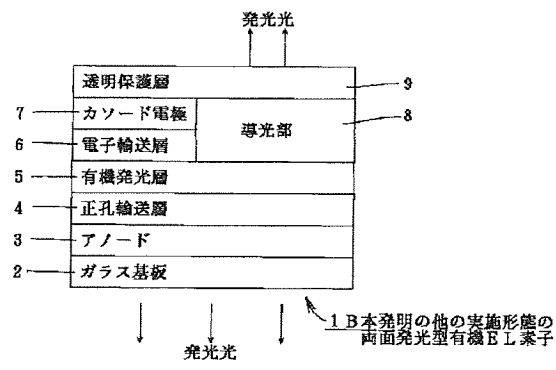 発光光
透明保護層 9
7 カソード電極
導光部 8
6 電子輸送層
5 有機発光層
4 正孔輸送層
3 アノード
2 ガラス基板
1B本発明の他の実施形態の
両面発光型有機EL素子
発光光